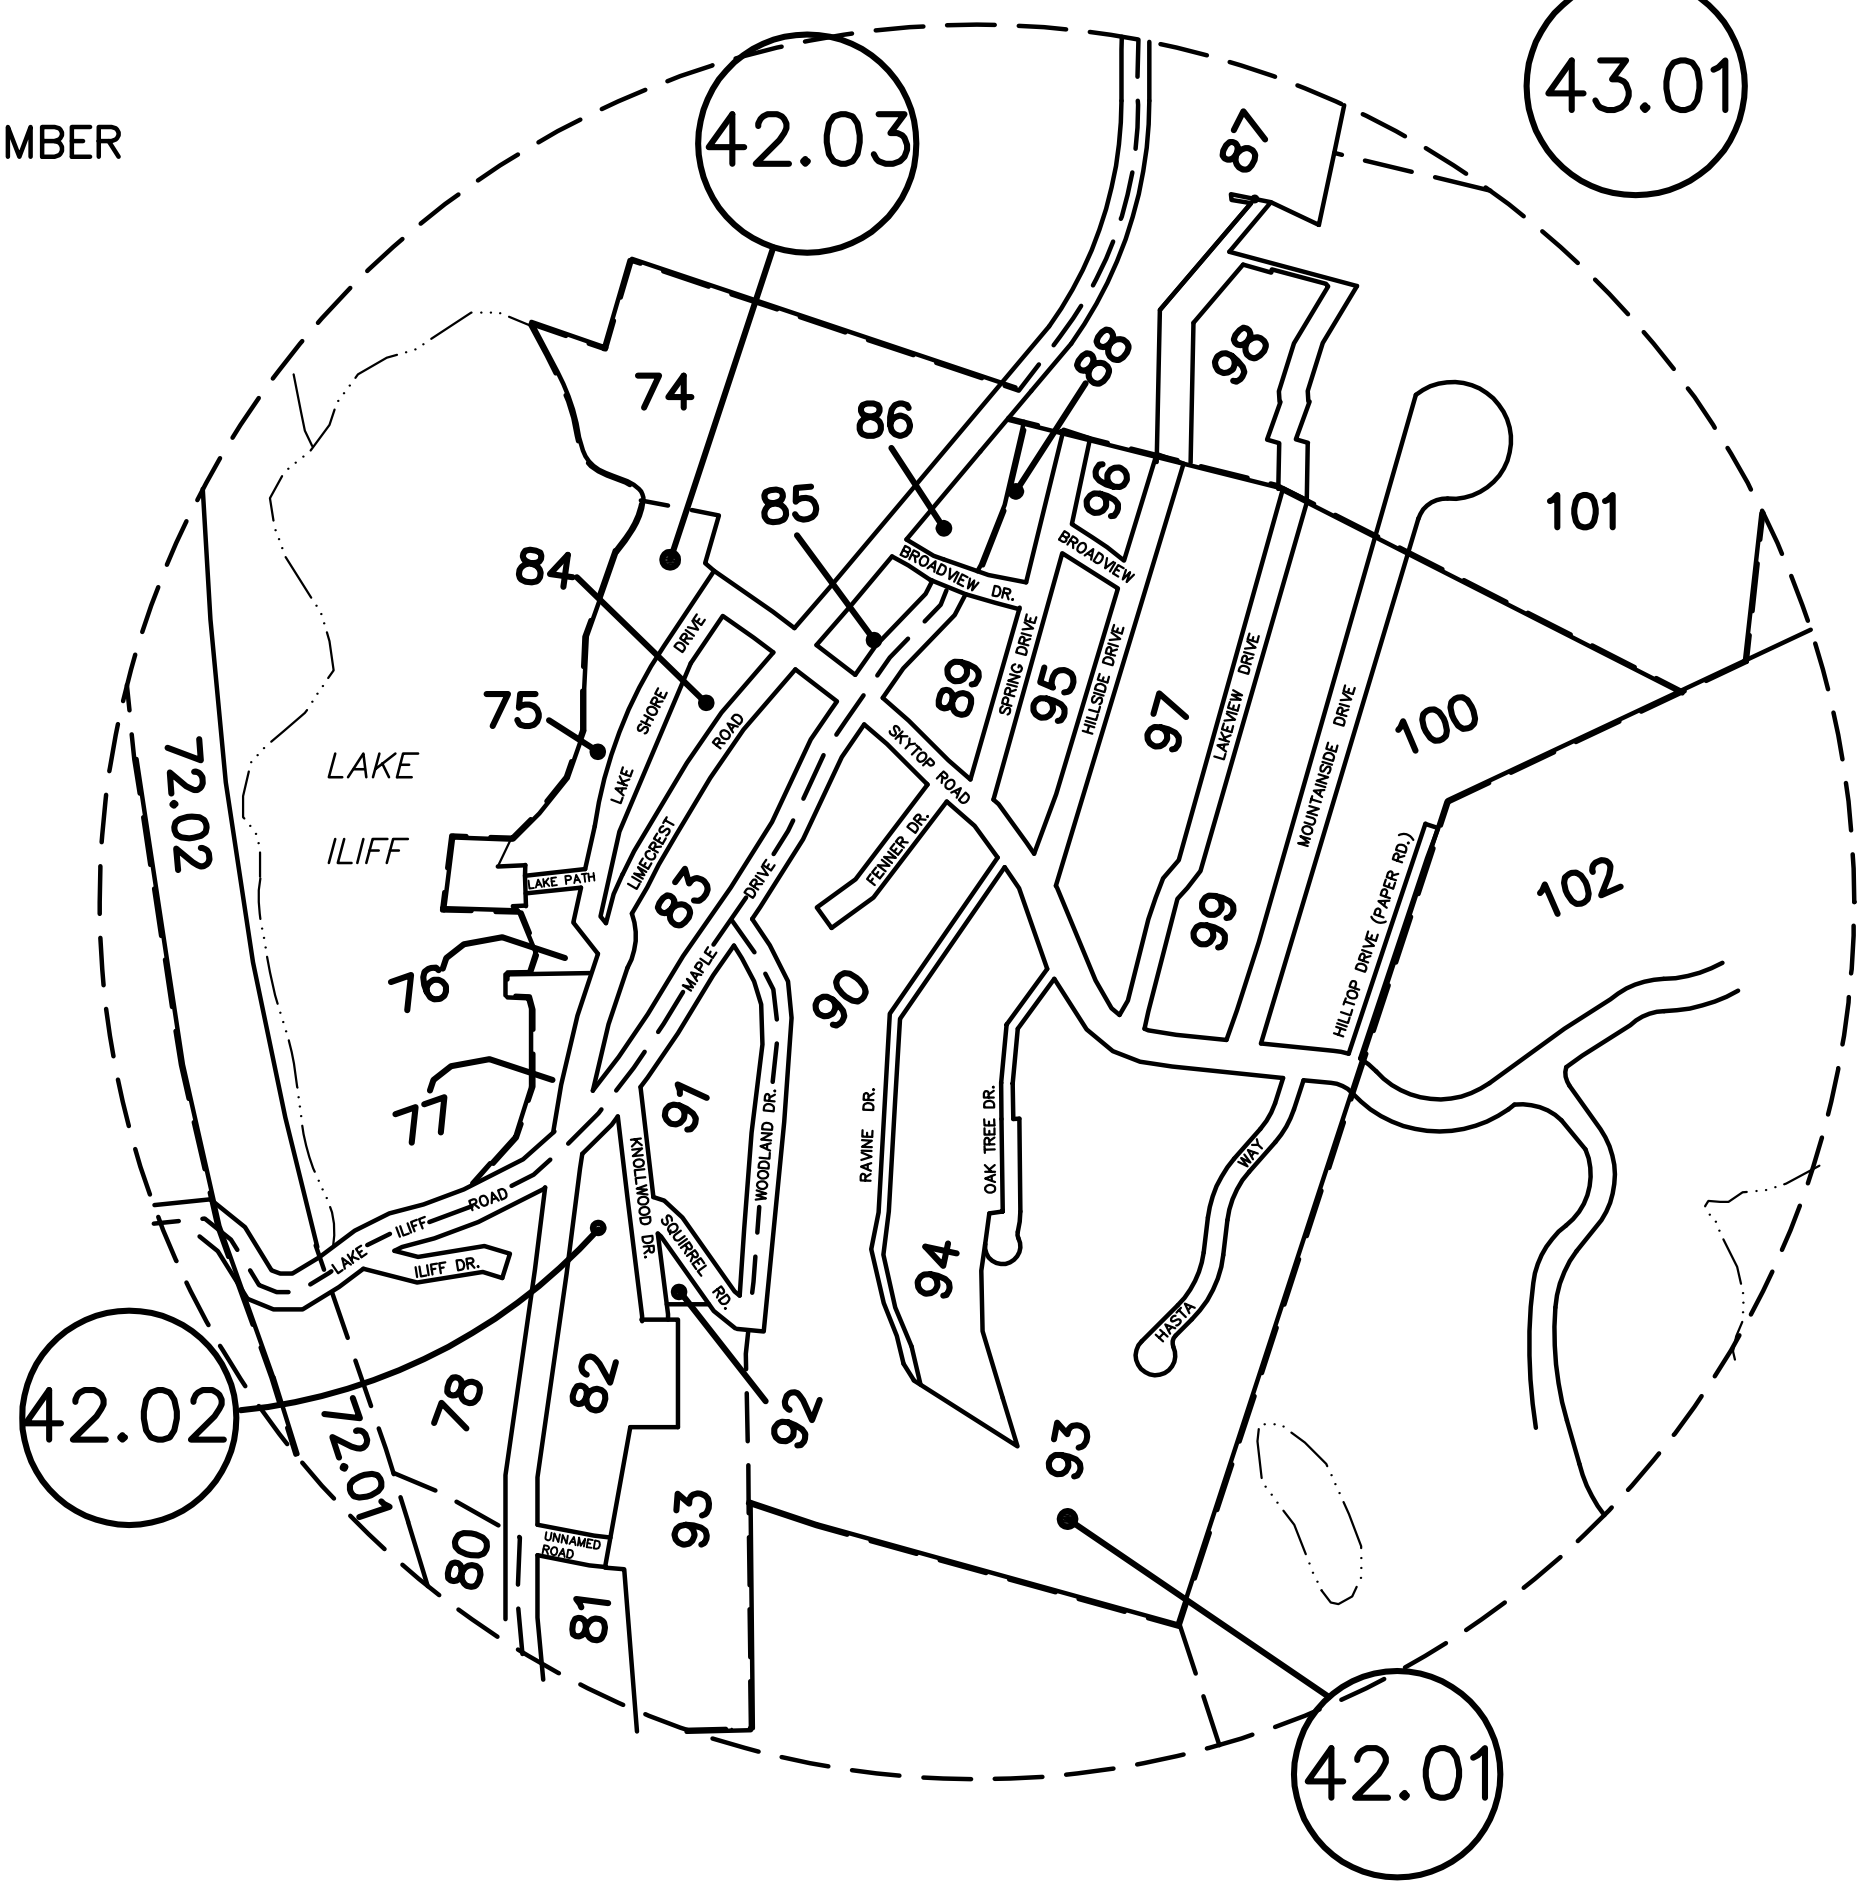 MBER
42.03
43.01
87
74
88
98
86
96
85
101
84
BROADVIEW DR.
BROADVIEW
DRIVE
SHORE
LAKE
75
ROAD
LIMECREST
89
SPRING DRIVE
95
HILLSIDE DRIVE
97
LAKEVIEW DRIVE
MOUNTAINSIDE DRIVE
100
72.02
LAKE
ILIFF
SKYTOP ROAD
FENNER DR.
LAKE PATH
83
DRIVE
MAPLE
99
HILLTOP DRIVE (PAPER RD.)
102
76
90
77
91
WOODLAND DR.
RAVINE DR.
OAK TREE DR.
WAY
HASTA
KNOLLWOOD DR.
SQUIRREL RD.
LAKE ILIFF ROAD
ILIFF DR.
94
42.02
72.01
78
82
92
93
93
80
UNNAMED
ROAD
81
42.01